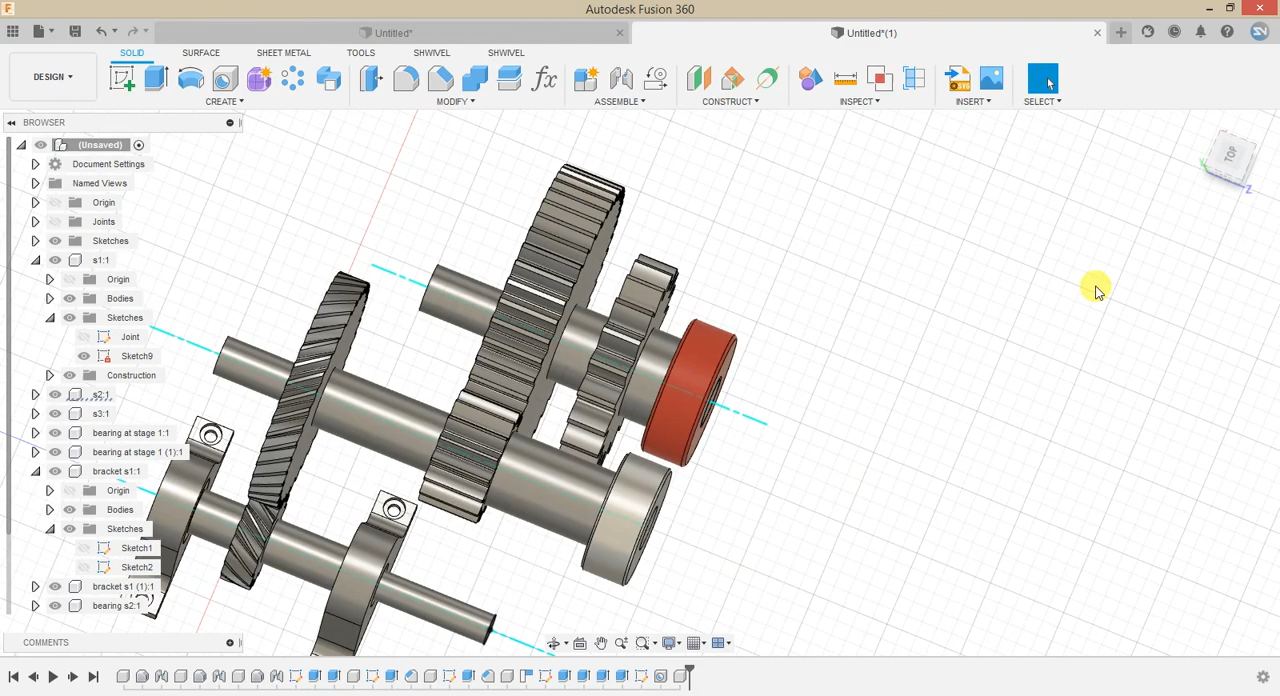 Autodesk Fusion 360
Untitled*
Untitled*(1)
SOLID
SURFACE
SHEET METAL
TOOLS
SHWIVEL
SHWIVEL
DESIGN
fx
CREATE
MODIFY
ASSEMBLE
CONSTRUCT
INSPECT
INSERT
SELECT
BROWSER
(Unsaved)
Document Settings
Named Views
Origin
Joints
Sketches
s1:1
Origin
Bodies
Sketches
Joint
Sketch9
Construction
s2:1
s3:1
bearing at stage 1:1
bearing at stage 1 (1):1
bracket s1:1
Origin
Bodies
Sketches
Sketch1
Sketch2
bracket s1 (1):1
bearing s2:1
TOP
Z
COMMENTS